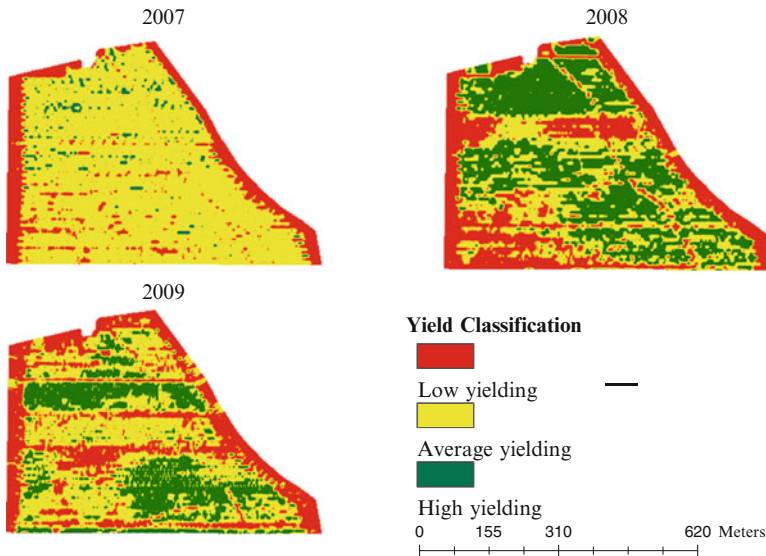 2007
2008
2009
Yield Classification
Low yielding
Average yielding
High yielding
0 155 310 620 Meters